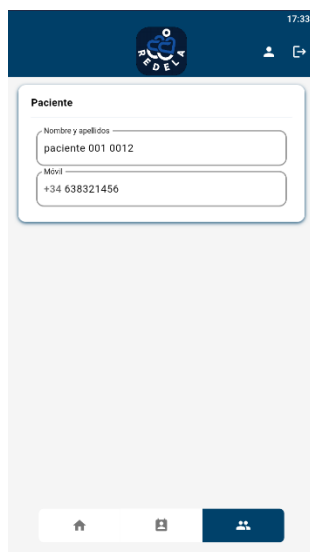 17:33
REDELA
Paciente
Nombre y apellidos
paciente 001 0012
Móvil
+34 638321456